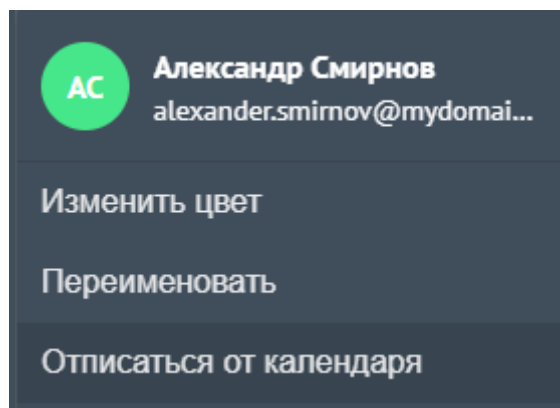 АС
Александр Смирнов
alexander.smirnov@mydomai...
Изменить цвет
Переименовать
Отписаться от календаря